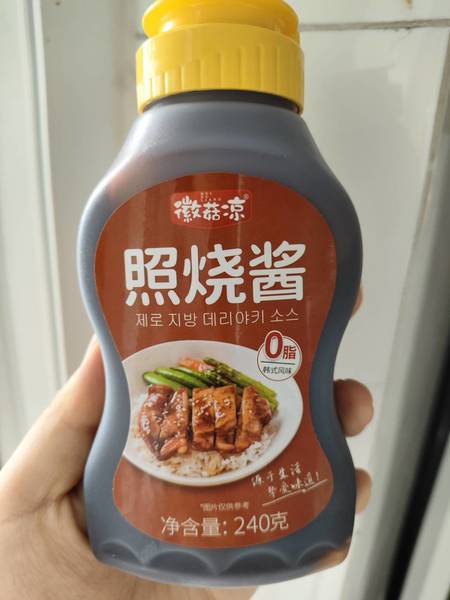 徽菇凉
照烧酱
제로 지방 데리야키 소스
0脂
韩式风味
源于生活
挚爱味道!
*图片仅供参考
净含量: 240克